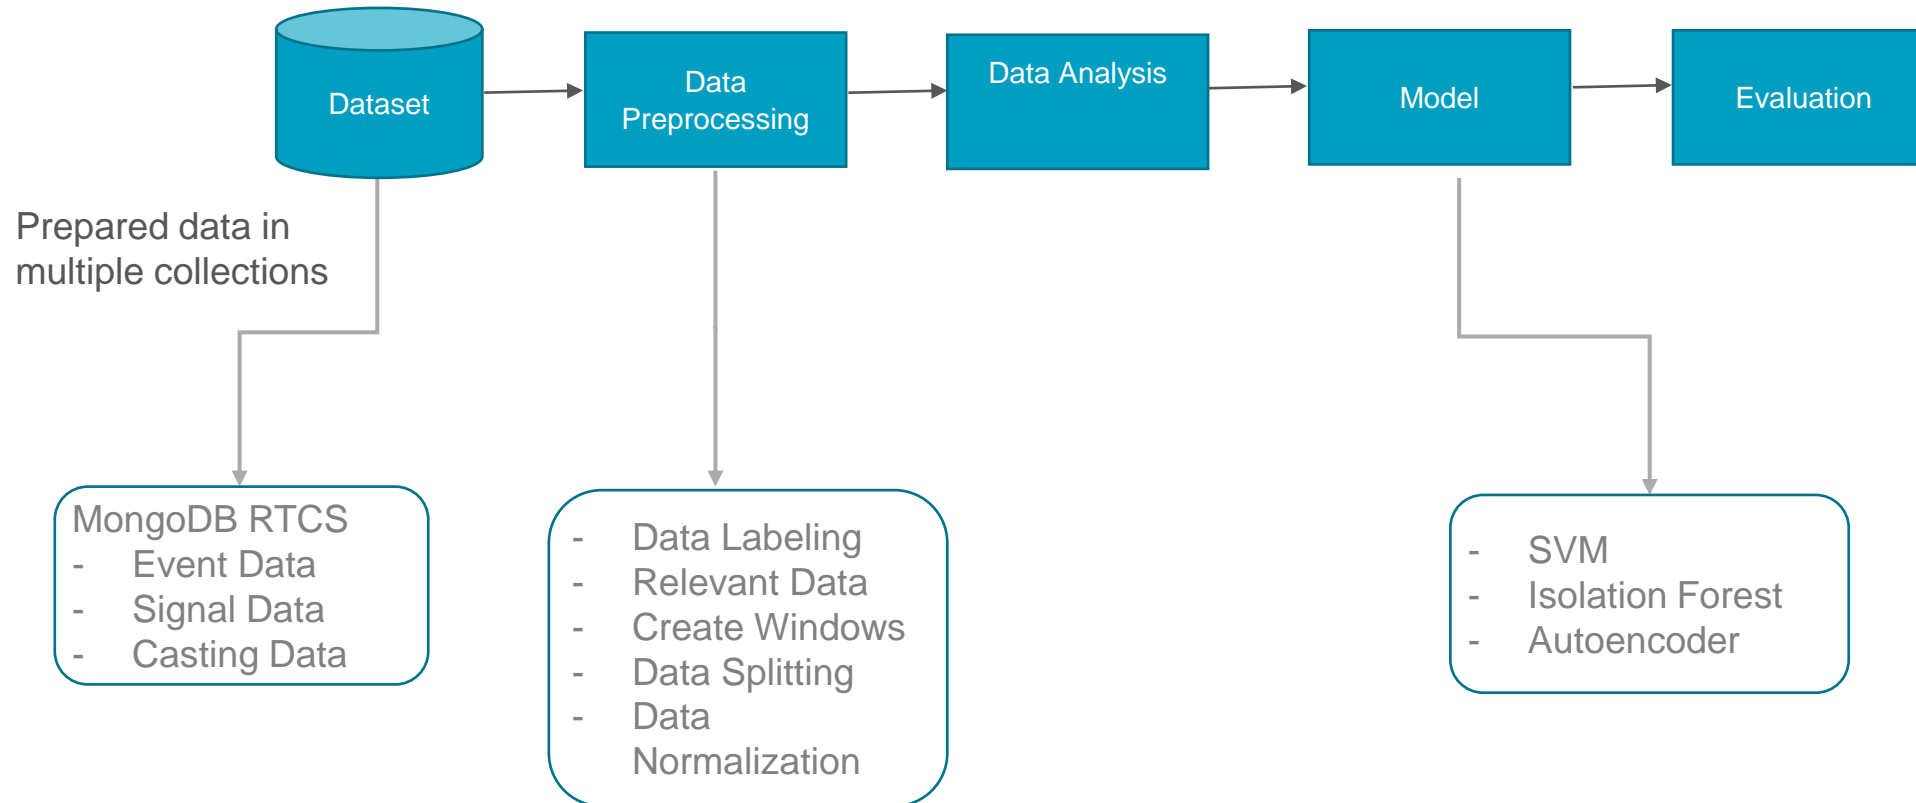 Dataset
Data
Preprocessing
Data Analysis
Model
Evaluation
Prepared data in
multiple collections
MongoDB RTCS
- Event Data
- Signal Data
- Casting Data
- Data Labeling
- Relevant Data
- Create Windows
- Data Splitting
- Data
Normalization
- SVM
- Isolation Forest
- Autoencoder